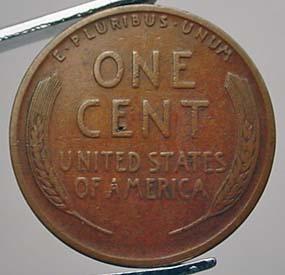 E·PLURIBUS·UNUM
ONE
CENT
UNITED STATES
OF AMERICA